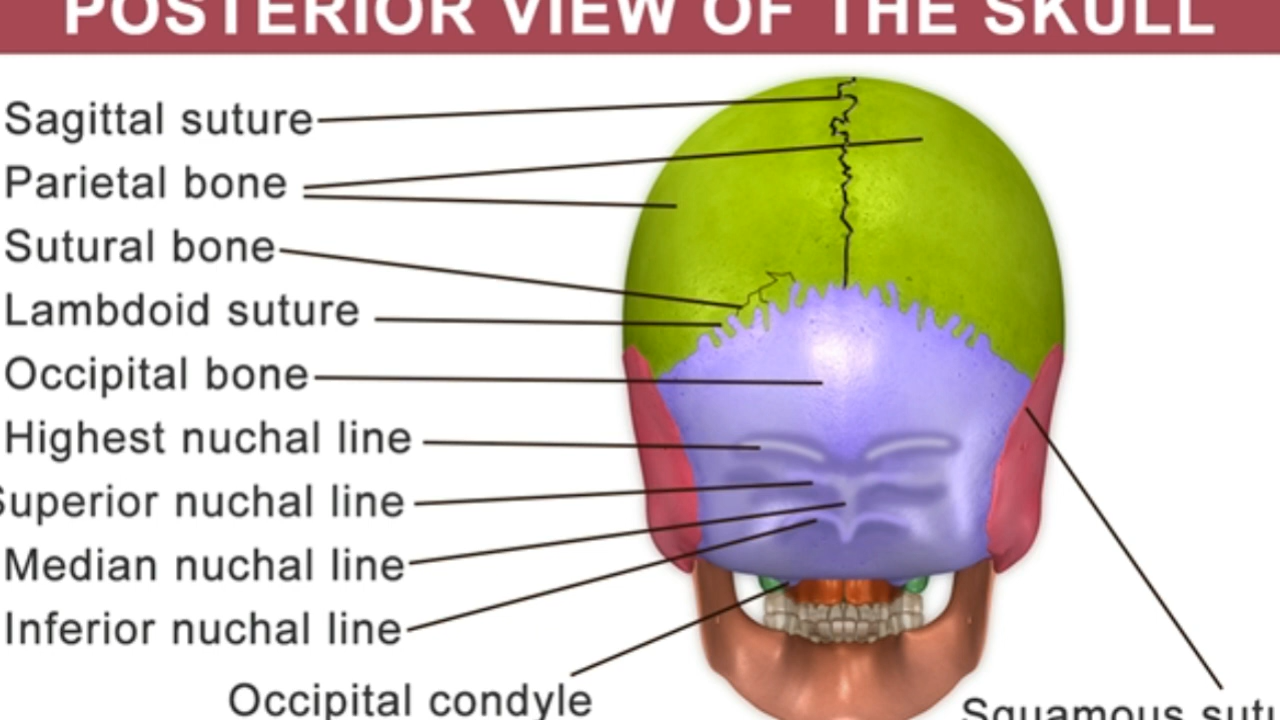 POSTERIOR VIEW OF THE SKULL
Sagittal suture
Parietal bone
Sutural bone
Lambdoid suture
Occipital bone
Highest nuchal line
Superior nuchal line
Median nuchal line
Inferior nuchal line
Occipital condyle
Squamous